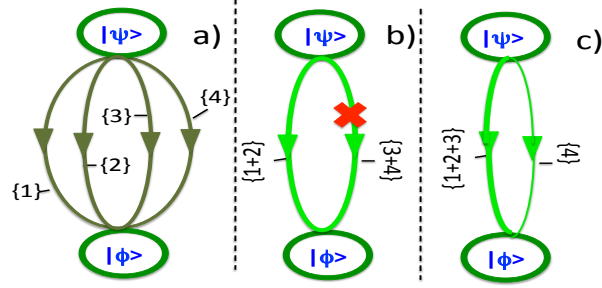 |ψ> a)
{3} {4}
{1} {2}
|ϕ>
|ψ> b)
{1+2} {3+4}
|ϕ>
|ψ> c)
{1+2+3} {4}
|ϕ>